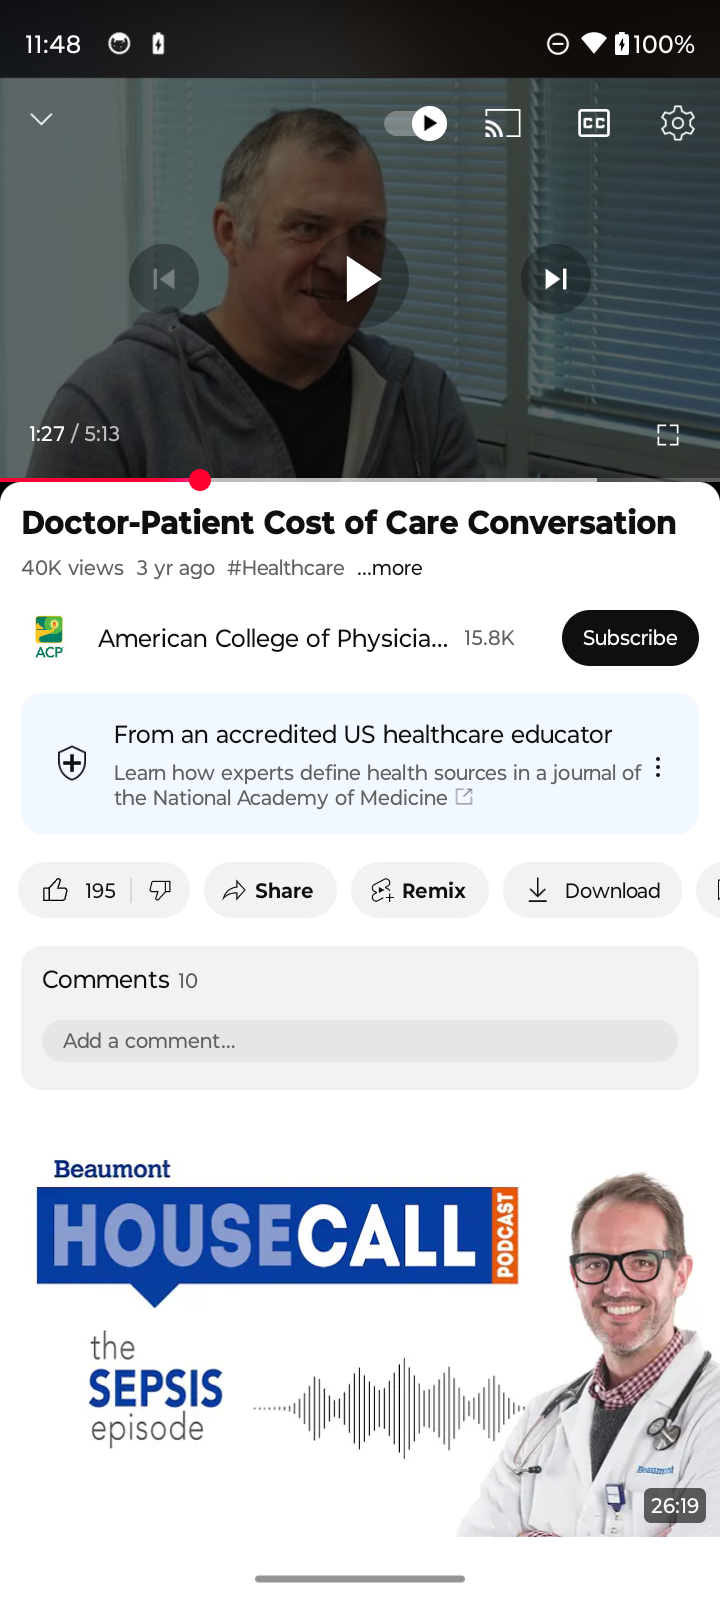 11:48
100%
CC
1:27 / 5:13
Doctor-Patient Cost of Care Conversation
40K views 3 yr ago #Healthcare ...more
ACP
American College of Physicia... 15.8K
Subscribe
From an accredited US healthcare educator
Learn how experts define health sources in a journal of
the National Academy of Medicine
195
Share
Remix
Download
Comments 10
Add a comment...
Beaumont
HOUSECALL
PODCAST
the
SEPSIS
episode
Beaumont
26:19